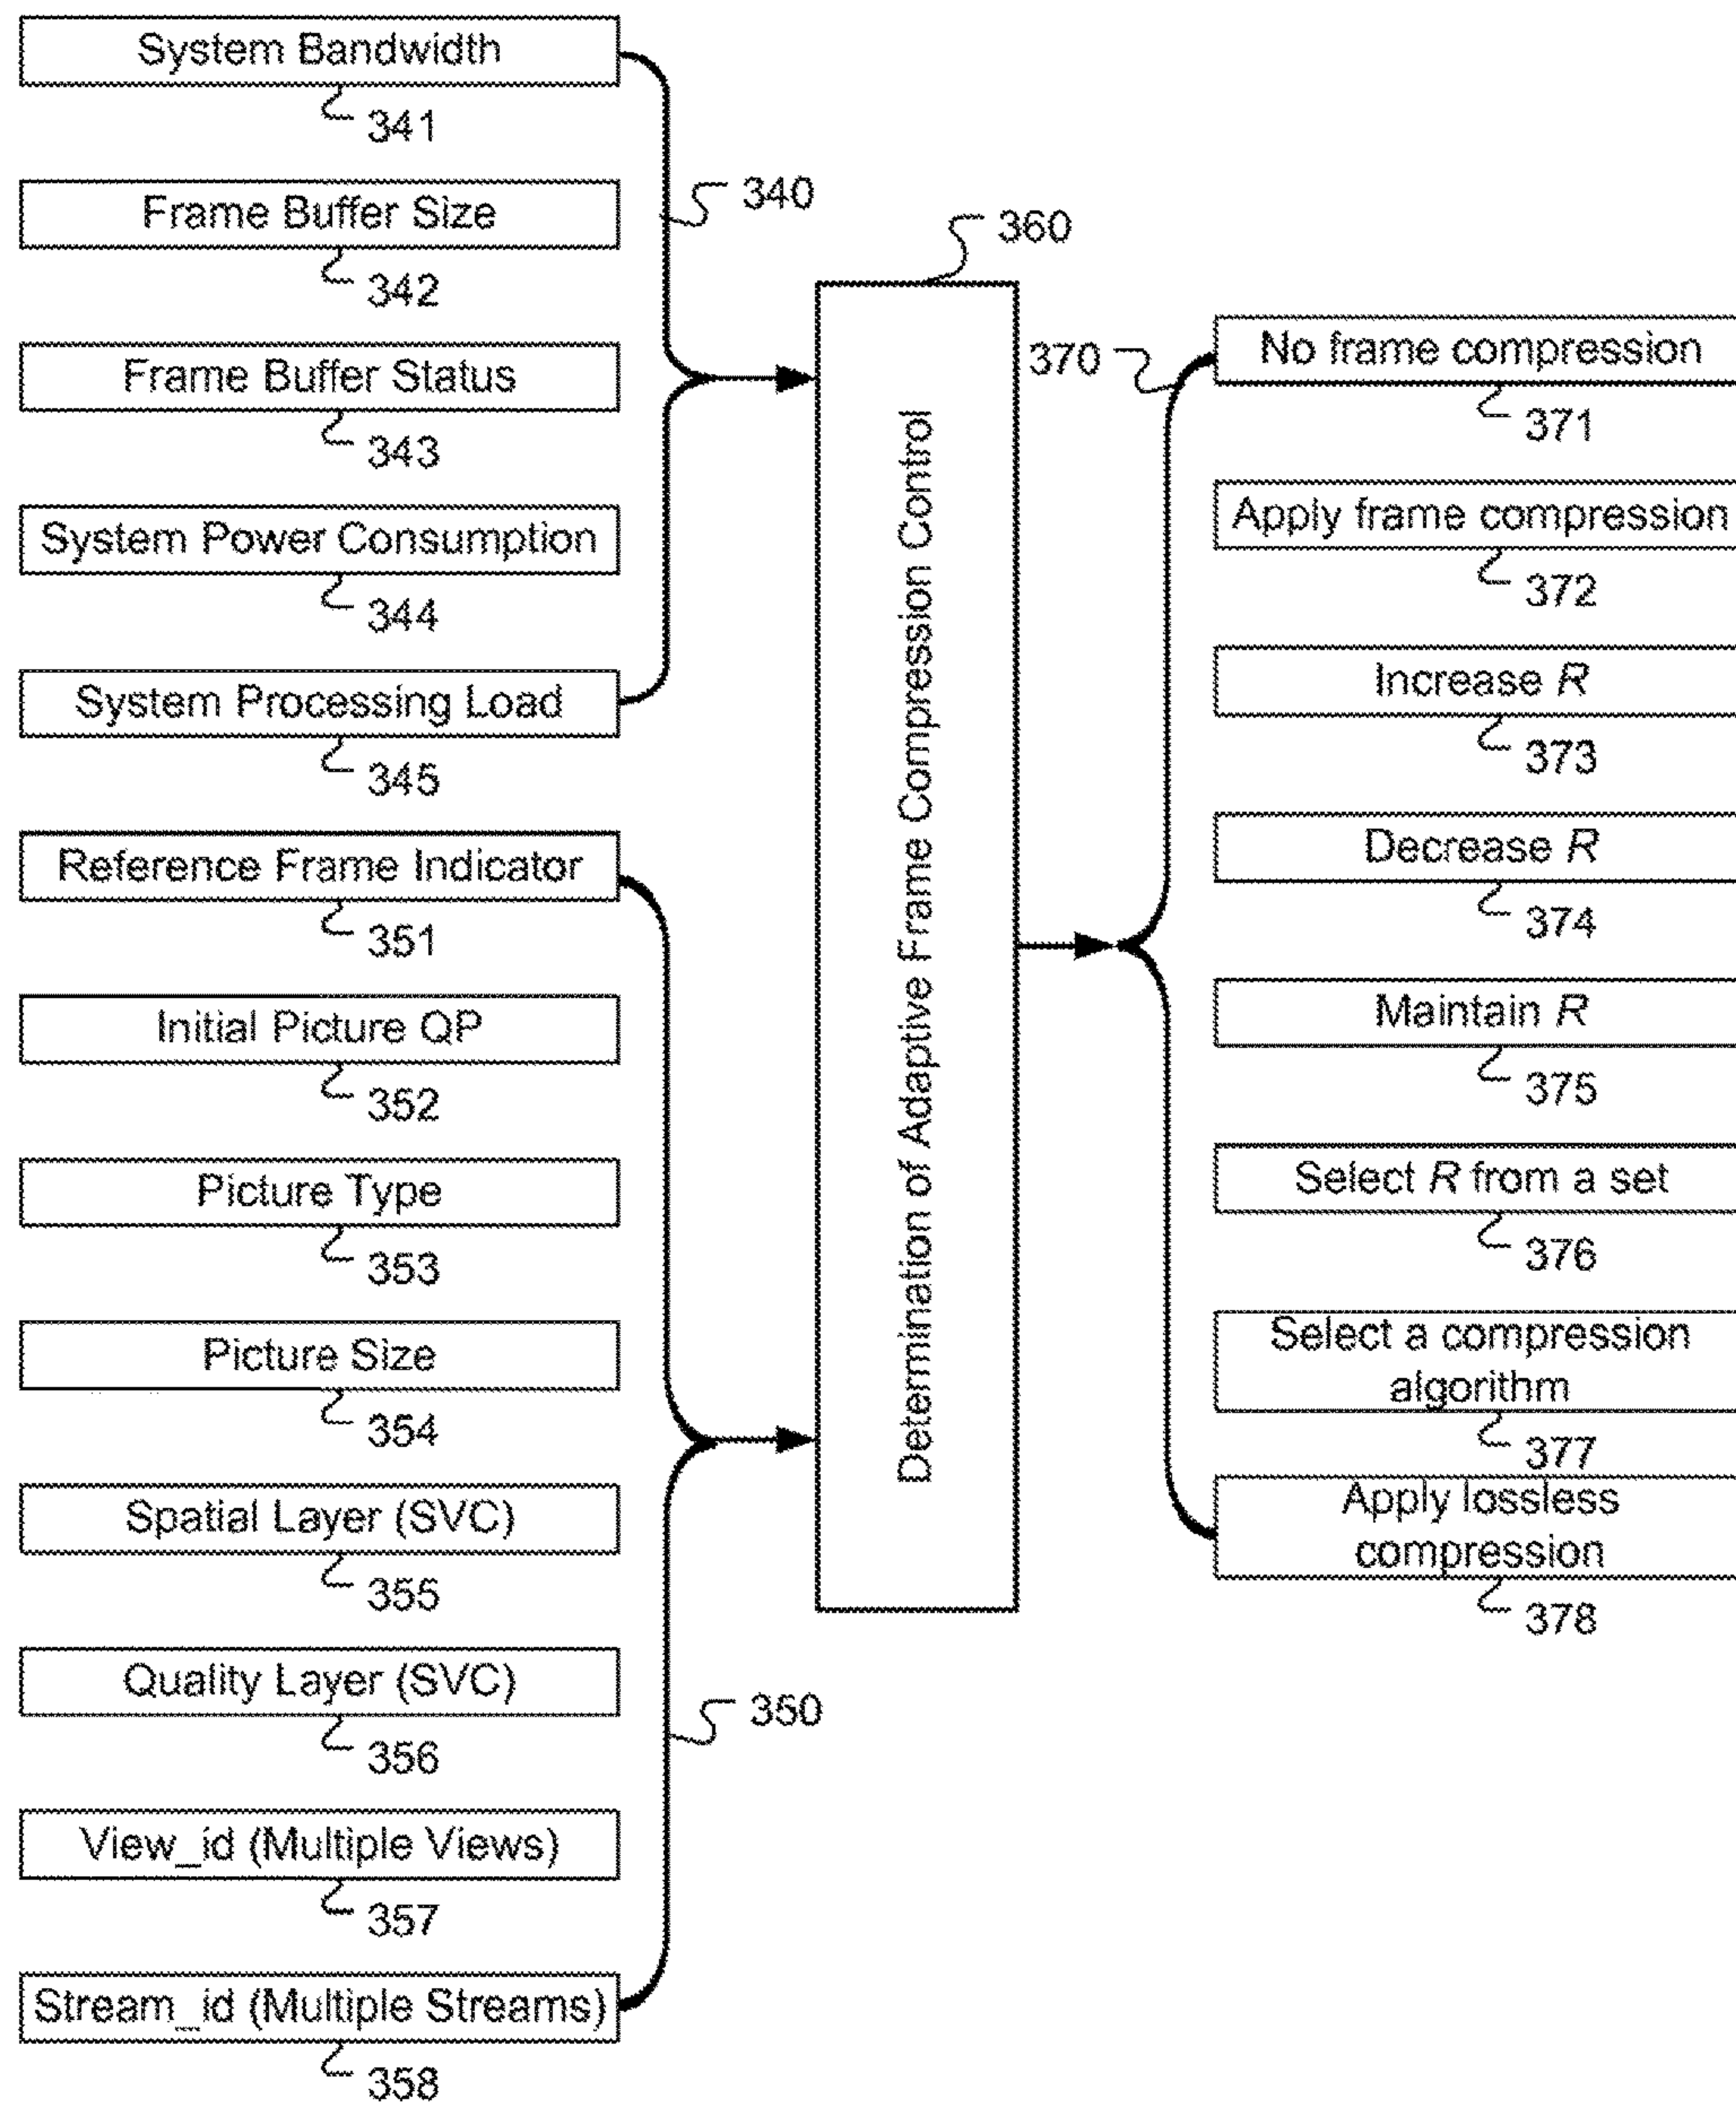 System Bandwidth
341
Frame Buffer Size
342
Frame Buffer Status
343
System Power Consumption
344
System Processing Load
345
340
Reference Frame Indicator
351
Initial Picture QP
352
Picture Type
353
Picture Size
354
Spatial Layer (SVC)
355
Quality Layer (SVC)
356
View_id (Multiple Views)
357
Stream_id (Multiple Streams)
358
350
360
Determination of Adaptive Frame Compression Control
370
No frame compression
371
Apply frame compression
372
Increase R
373
Decrease R
374
Maintain R
375
Select R from a set
376
Select a compression
algorithm
377
Apply lossless
compression
378